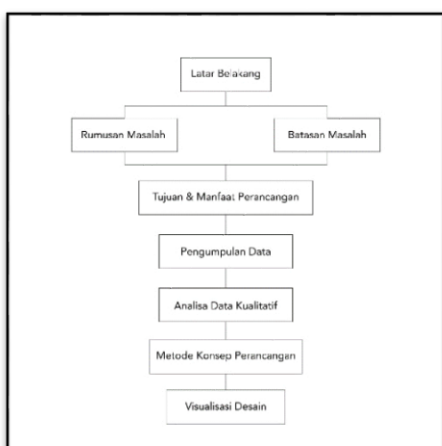 Latar Belakang
Rumusan Masalah
Batasan Masalah
Tujuan & Manfaat Perancangan
Pengumpulan Data
Analisa Data Kualitatif
Metode Konsep Perancangan
Visualisasi Desain